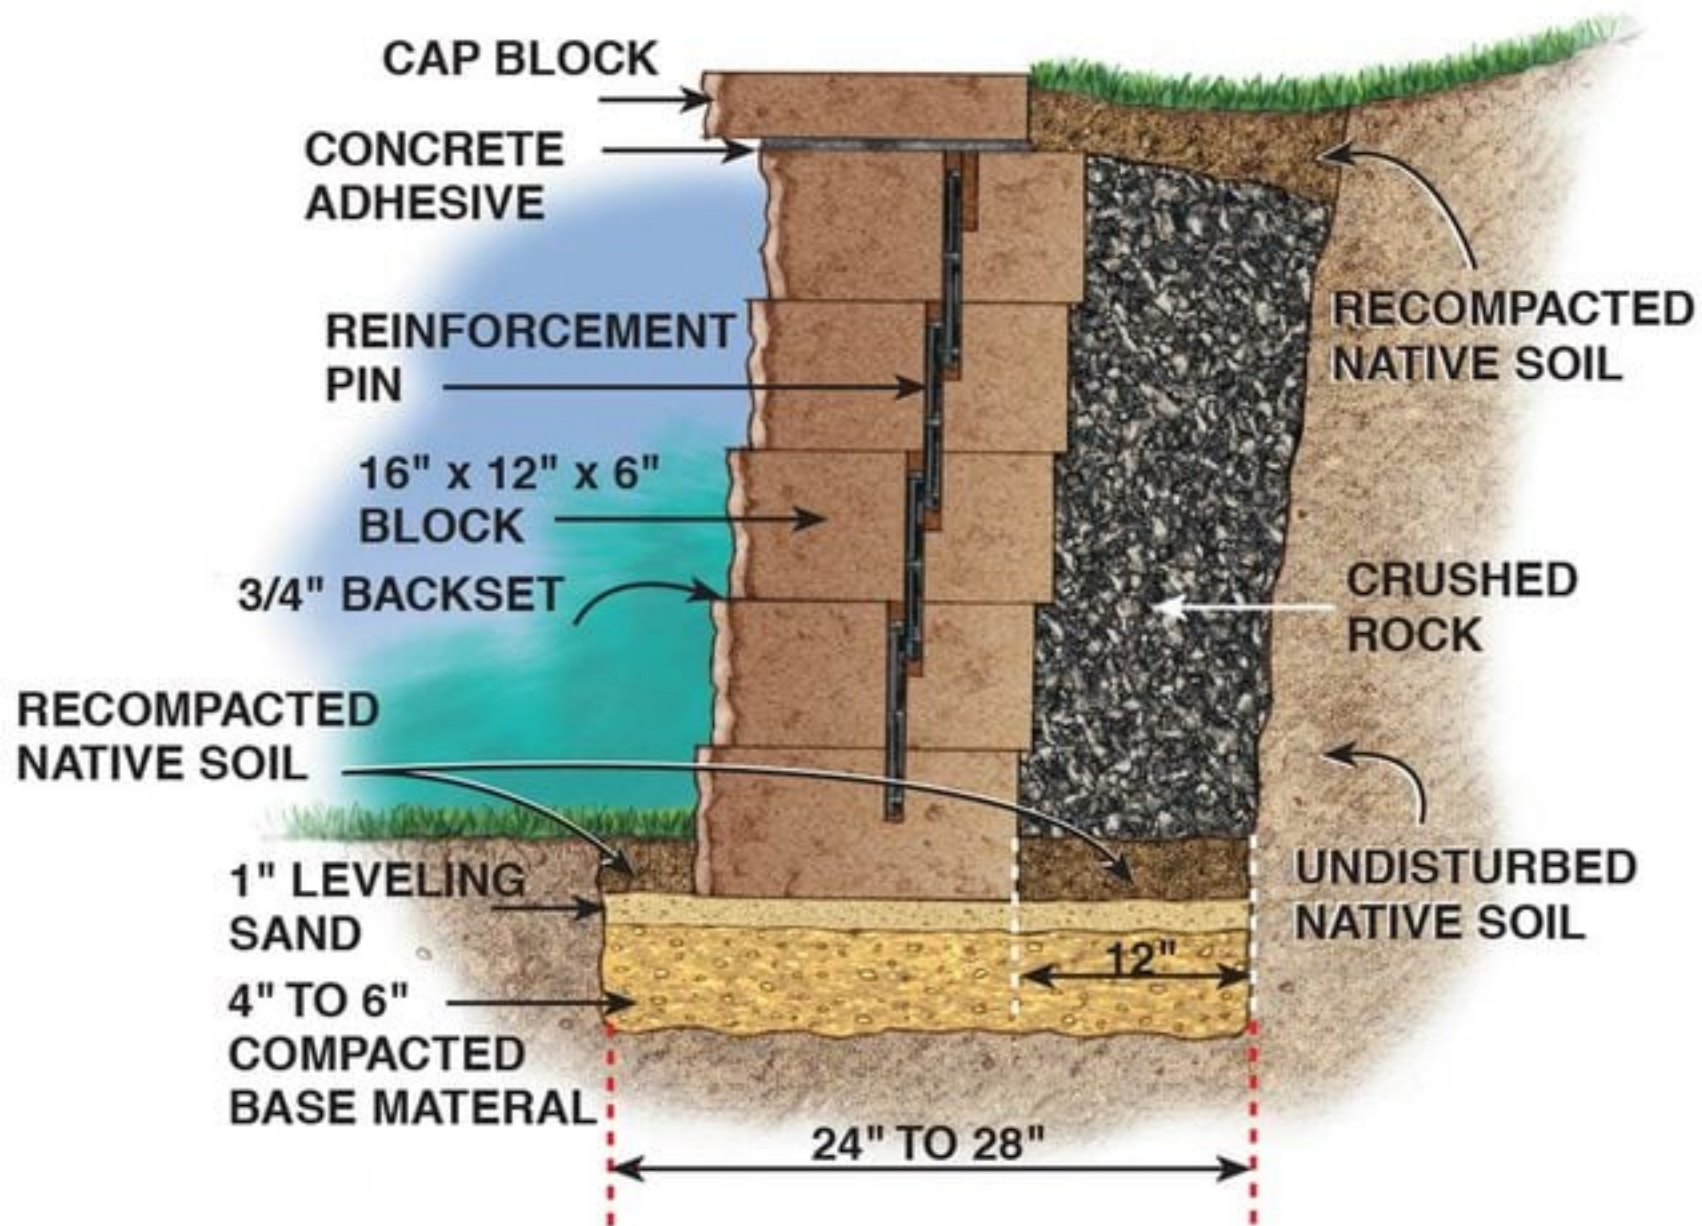 CAP BLOCK
CONCRETE
ADHESIVE
REINFORCEMENT
PIN
16" x 12" x 6"
BLOCK
3/4" BACKSET
RECOMPACTED
NATIVE SOIL
1" LEVELING
SAND
4" TO 6"
COMPACTED
BASE MATERAL
RECOMPACTED
NATIVE SOIL
CRUSHED
ROCK
UNDISTURBED
NATIVE SOIL
12"
24" TO 28"